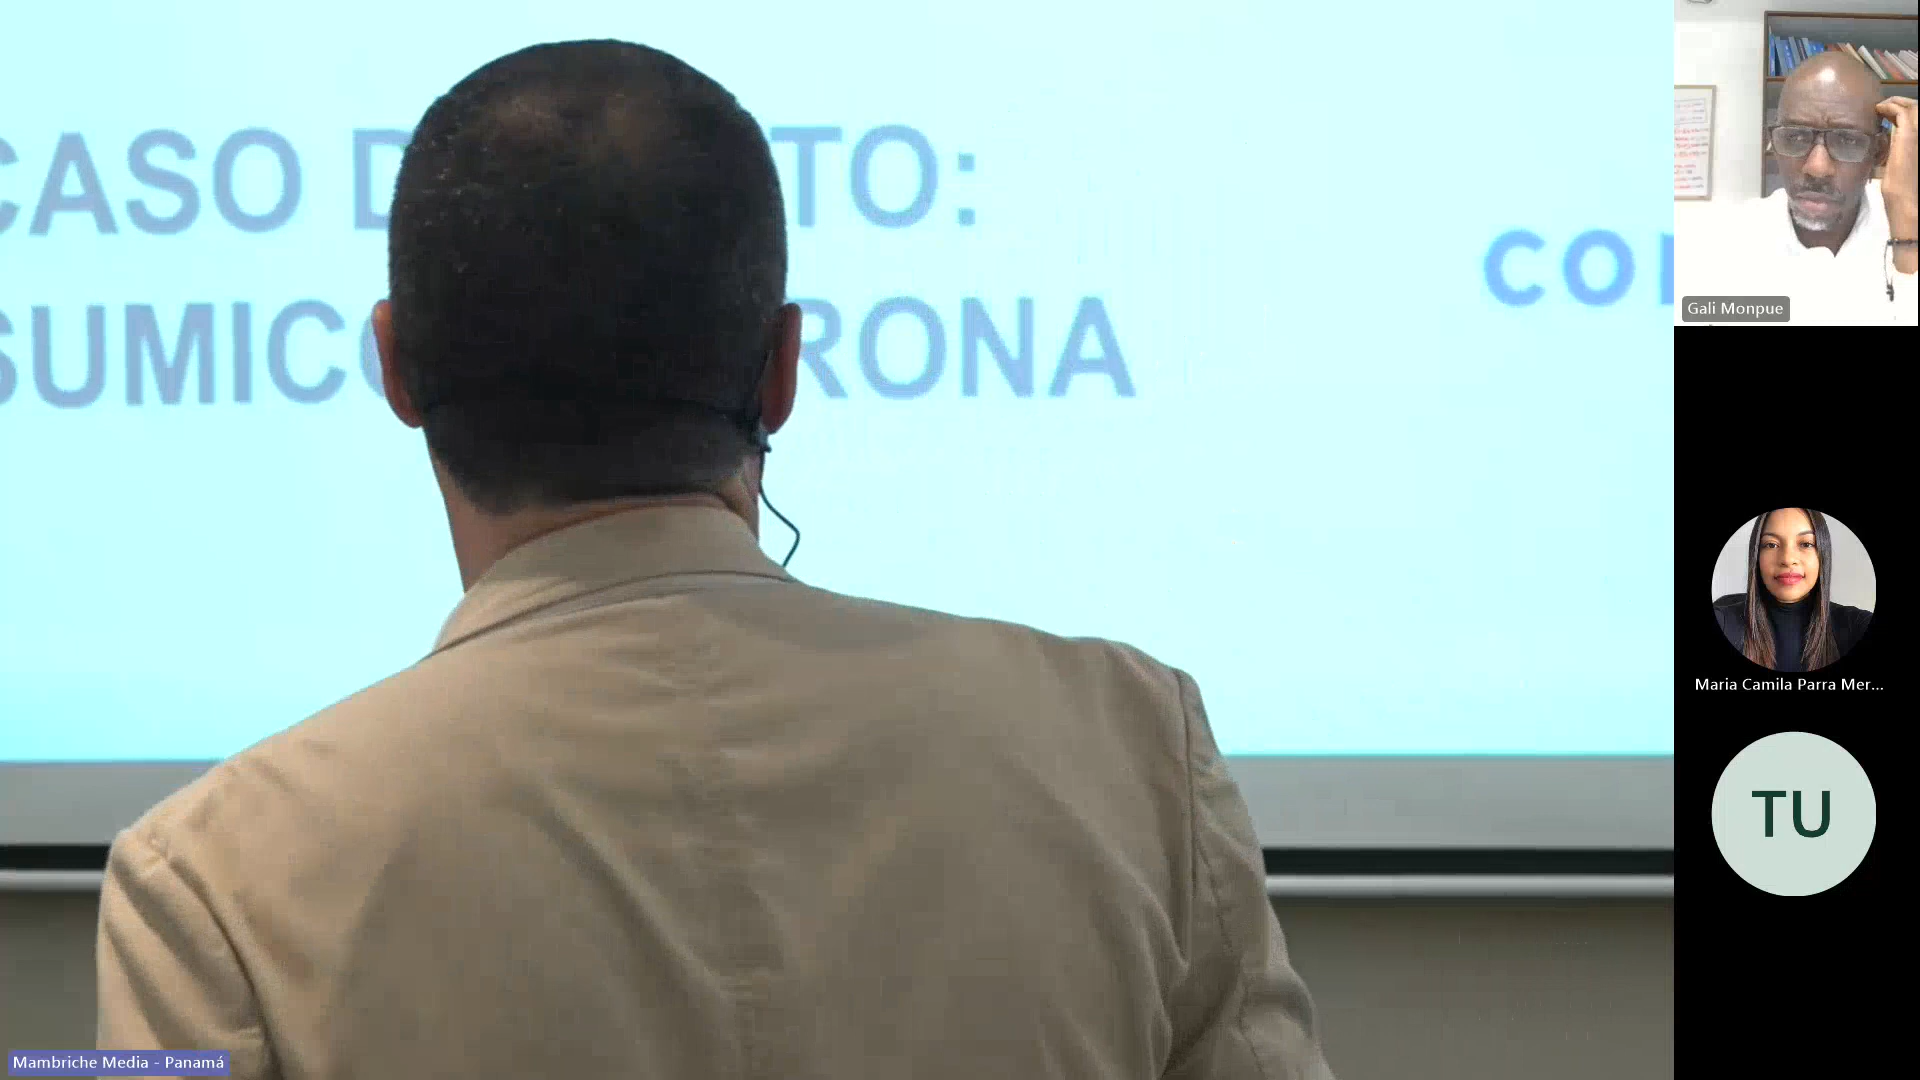 CASO D TO:
SUMIC RONA
CO
Gali Monpue
Maria Camila Parra Mer...
TU
Mambriche Media - Panamá